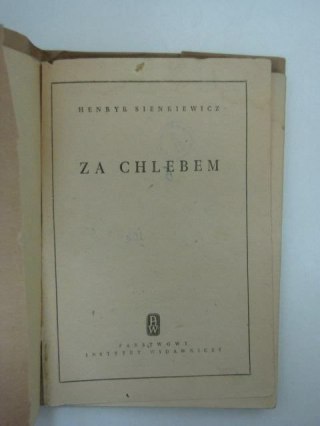 HENRYK SIENKIEWICZ
ZA CHLEBEM
PIW
PAŃSTWOWY
INSTYTUT WYDAWNICZY